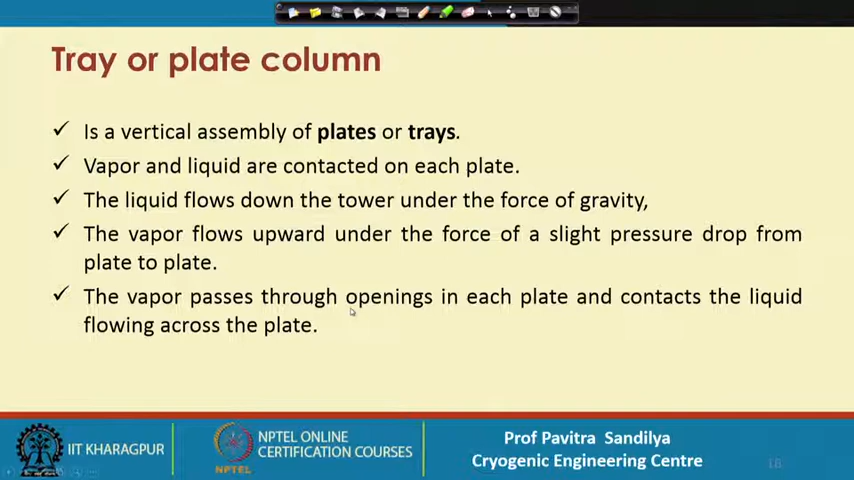 Tray or plate column
✓ Is a vertical assembly of plates or trays.
✓ Vapor and liquid are contacted on each plate.
✓ The liquid flows down the tower under the force of gravity,
✓ The vapor flows upward under the force of a slight pressure drop from
plate to plate.
✓ The vapor passes through openings in each plate and contacts the liquid
flowing across the plate.
IIT KHARAGPUR
NPTEL
NPTEL ONLINE
CERTIFICATION COURSES
Prof Pavitra Sandilya
Cryogenic Engineering Centre
18